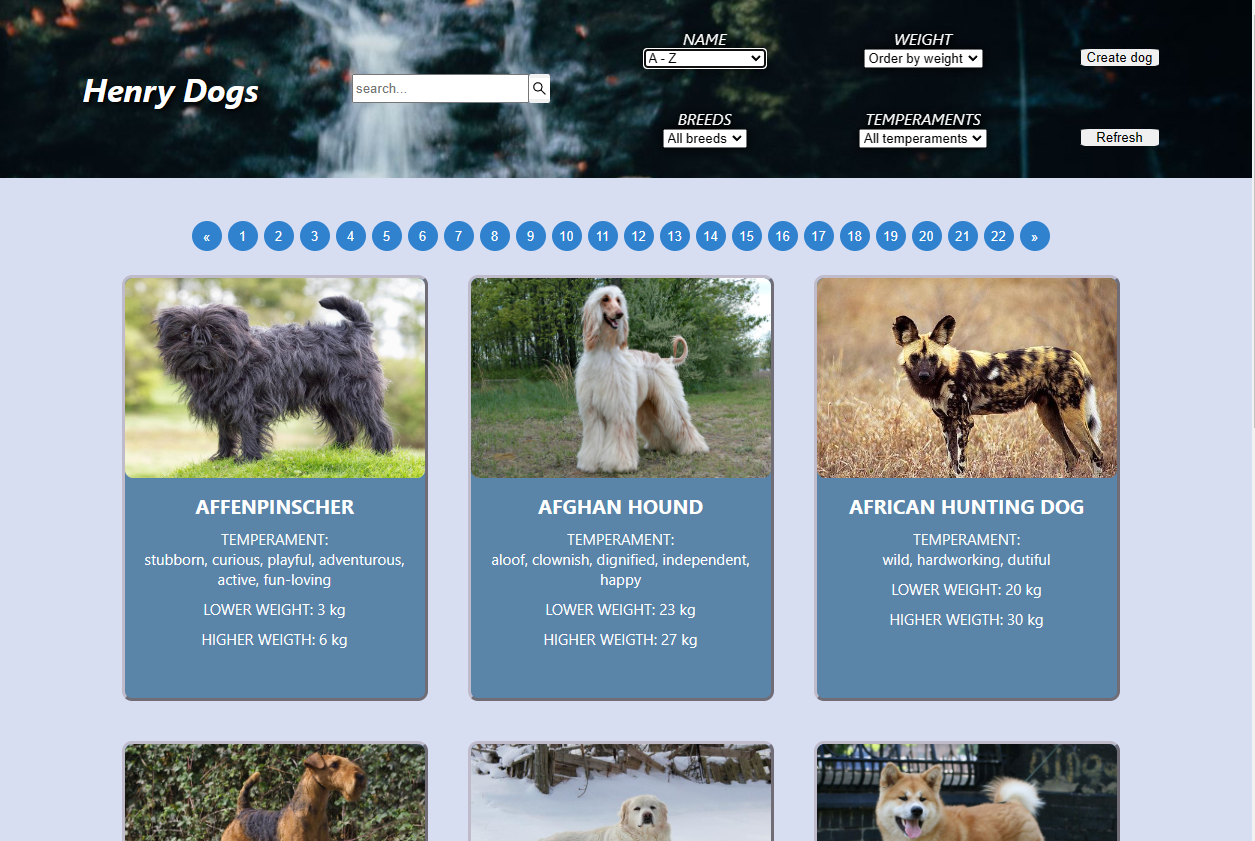 Henry Dogs
search...
NAME
A - Z
WEIGHT
Order by weight
Create dog
BREEDS
All breeds
TEMPERAMENTS
All temperaments
Refresh
« 1 2 3 4 5 6 7 8 9 10 11 12 13 14 15 16 17 18 19 20 21 22 »
AFFENPINSCHER
TEMPERAMENT:
stubborn, curious, playful, adventurous,
active, fun-loving
LOWER WEIGHT: 3 kg
HIGHER WEIGTH: 6 kg
AFGHAN HOUND
TEMPERAMENT:
aloof, clownish, dignified, independent,
happy
LOWER WEIGHT: 23 kg
HIGHER WEIGTH: 27 kg
AFRICAN HUNTING DOG
TEMPERAMENT:
wild, hardworking, dutiful
LOWER WEIGHT: 20 kg
HIGHER WEIGTH: 30 kg